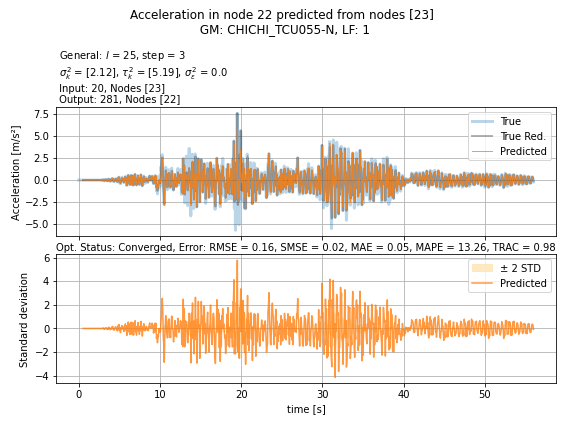 Acceleration in node 22 predicted from nodes [23]
GM: CHICHI_TCU055-N, LF: 1
General: l = 25, step = 3
σ²ₖ = [2.12], τ²ₖ = [5.19], σ²ε = 0.0
Input: 20, Nodes [23]
Output: 281, Nodes [22]
Acceleration [m/s²]
7.5
5.0
2.5
0.0
−2.5
−5.0
True
True Red.
Predicted
Opt. Status: Converged, Error: RMSE = 0.16, SMSE = 0.02, MAE = 0.05, MAPE = 13.26, TRAC = 0.98
Standard deviation
6
4
2
0
−2
−4
± 2 STD
Predicted
0 10 20 30 40 50
time [s]